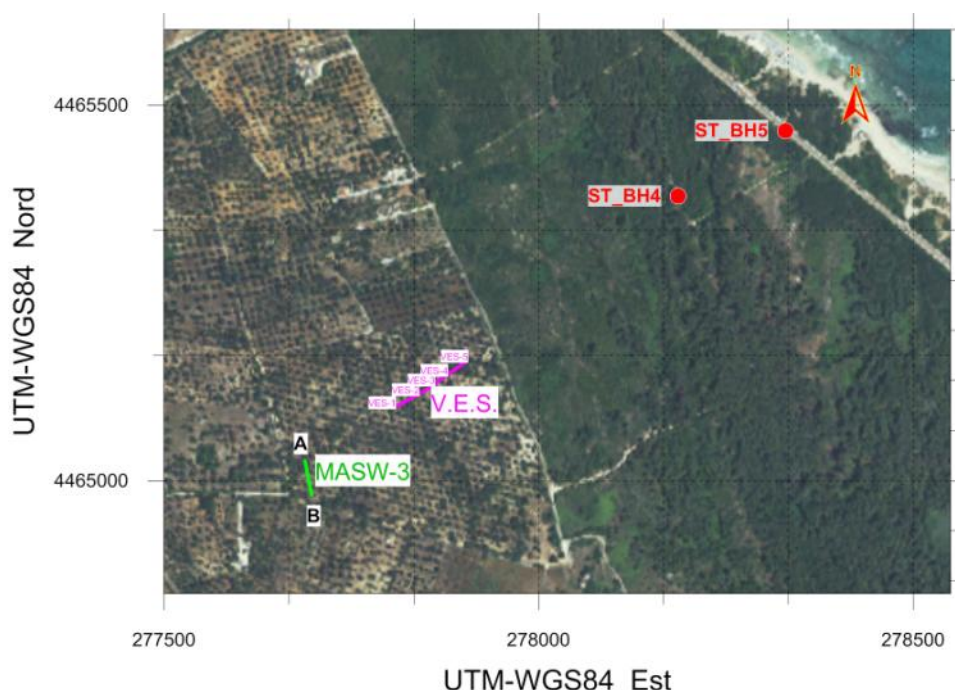 N
4465500
ST_BH5
ST_BH4
UTM-WGS84 Nord
VES-5
VES-4
VES-3
VES-2
VES-1
V.E.S.
A
MASW-3
4465000
B
277500
278000
278500
UTM-WGS84 Est